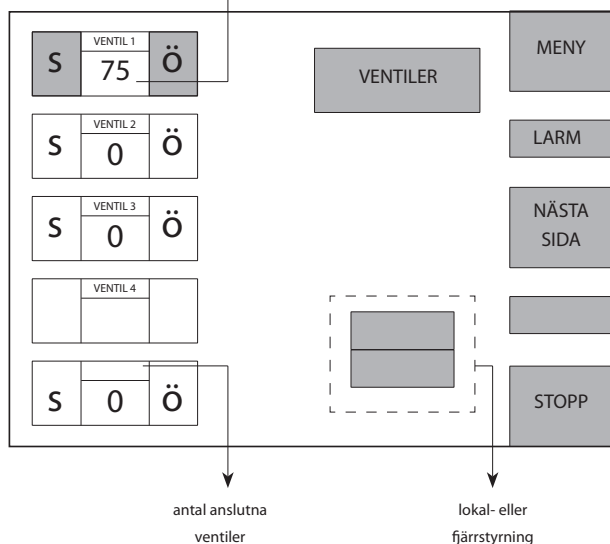 VENTIL 1
S 75 Ö
VENTIL 2
S 0 Ö
VENTIL 3
S 0 Ö
VENTIL 4
S 0 Ö
VENTILER
MENY
LARM
NÄSTA
SIDA
STOPP
antal anslutna
ventiler
lokal- eller
fjärrstyrning